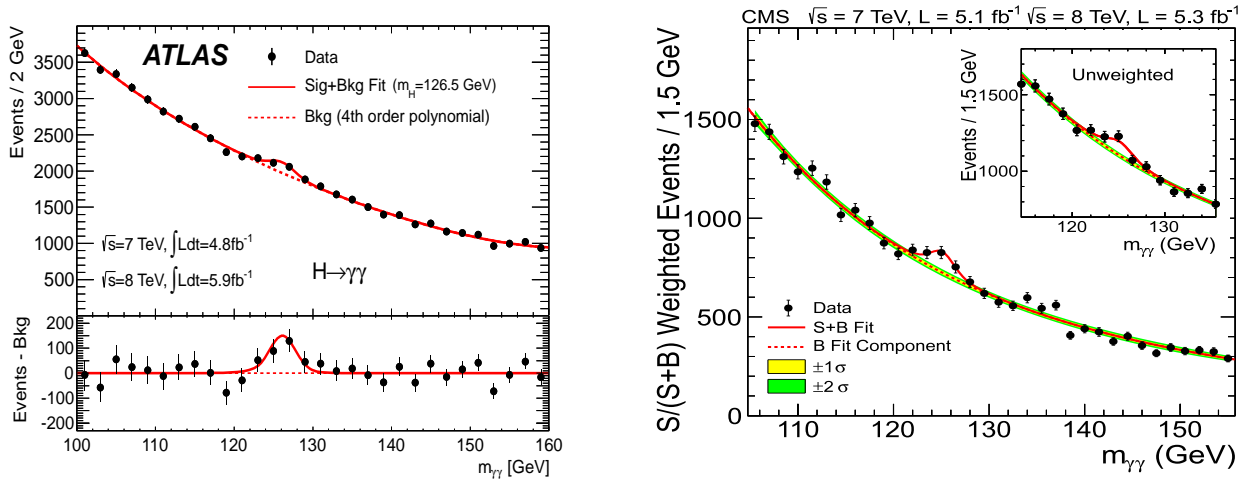 ATLAS
Data
Sig+Bkg Fit (m_H=126.5 GeV)
Bkg (4th order polynomial)
Events / 2 GeV
3500
3000
2500
2000
1500
1000
500
√s=7 TeV, ∫Ldt=4.8fb⁻¹
√s=8 TeV, ∫Ldt=5.9fb⁻¹
H→γγ
Events - Bkg
200
100
0
-100
-200
100 110 120 130 140 150 160
m_γγ [GeV]
CMS √s = 7 TeV, L = 5.1 fb⁻¹ √s = 8 TeV, L = 5.3 fb⁻¹
S/(S+B) Weighted Events / 1.5 GeV
1500
1000
500
0
Unweighted
Events / 1.5 GeV
1500
1000
120 130
m_γγ (GeV)
Data
S+B Fit
B Fit Component
±1σ
±2 σ
110 120 130 140 150
m_γγ (GeV)